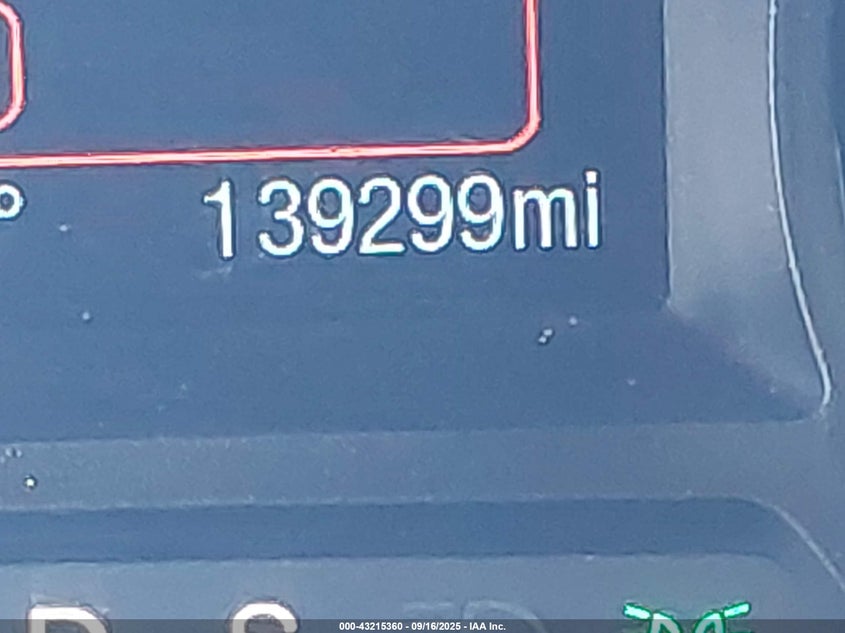 °
139299mi
D S
000-43215360 - 09/16/2025 - IAA Inc.